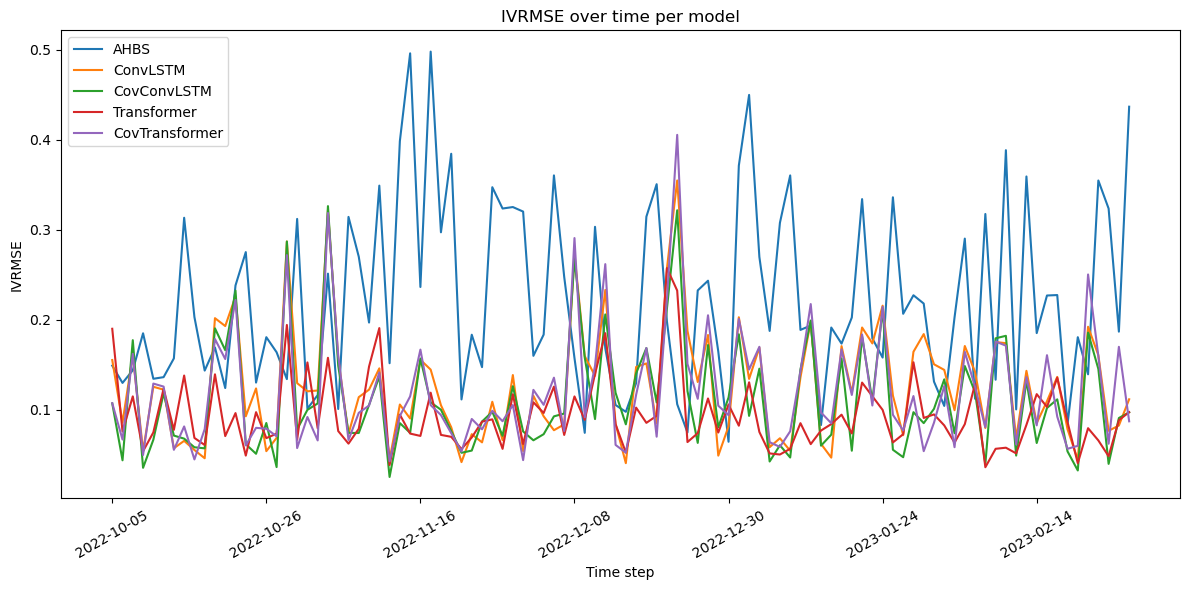 IVRMSE over time per model
AHBS
ConvLSTM
CovConvLSTM
Transformer
CovTransformer
IVRMSE
0.5
0.4
0.3
0.2
0.1
2022-10-05
2022-10-26
2022-11-16
2022-12-08
2022-12-30
2023-01-24
2023-02-14
Time step